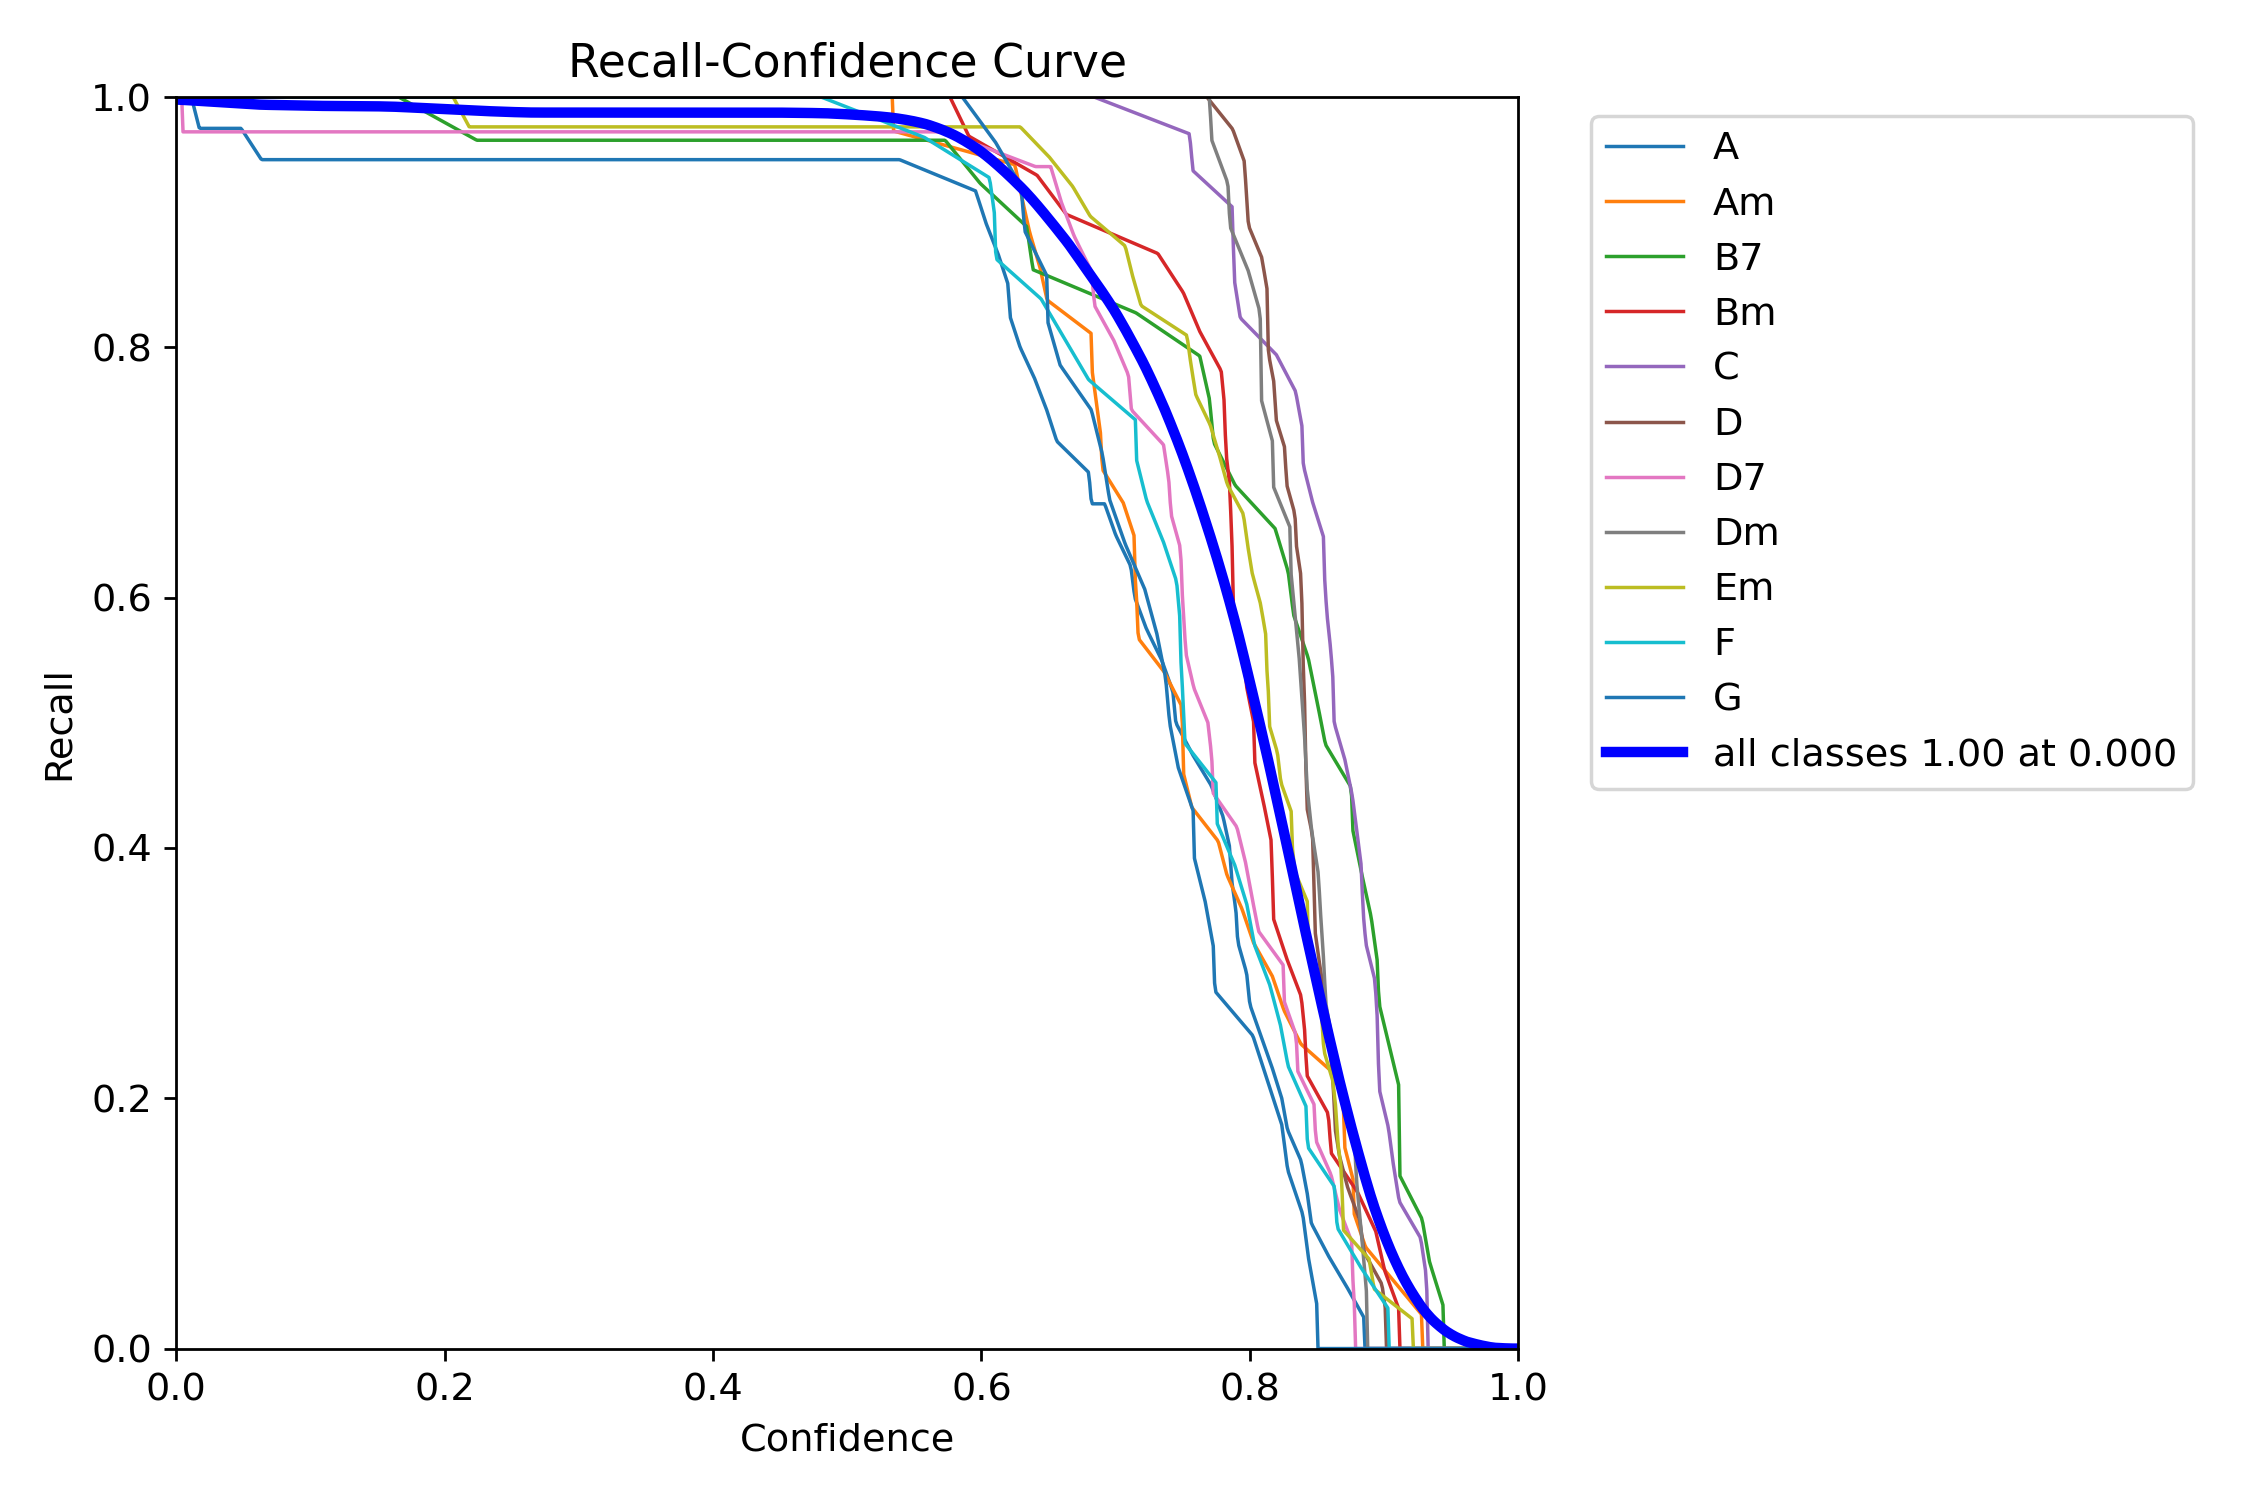 Recall-Confidence Curve
1.0
0.8
0.6
0.4
0.2
0.0
Recall
0.0 0.2 0.4 0.6 0.8 1.0
Confidence
A
Am
B7
Bm
C
D
D7
Dm
Em
F
G
all classes 1.00 at 0.000